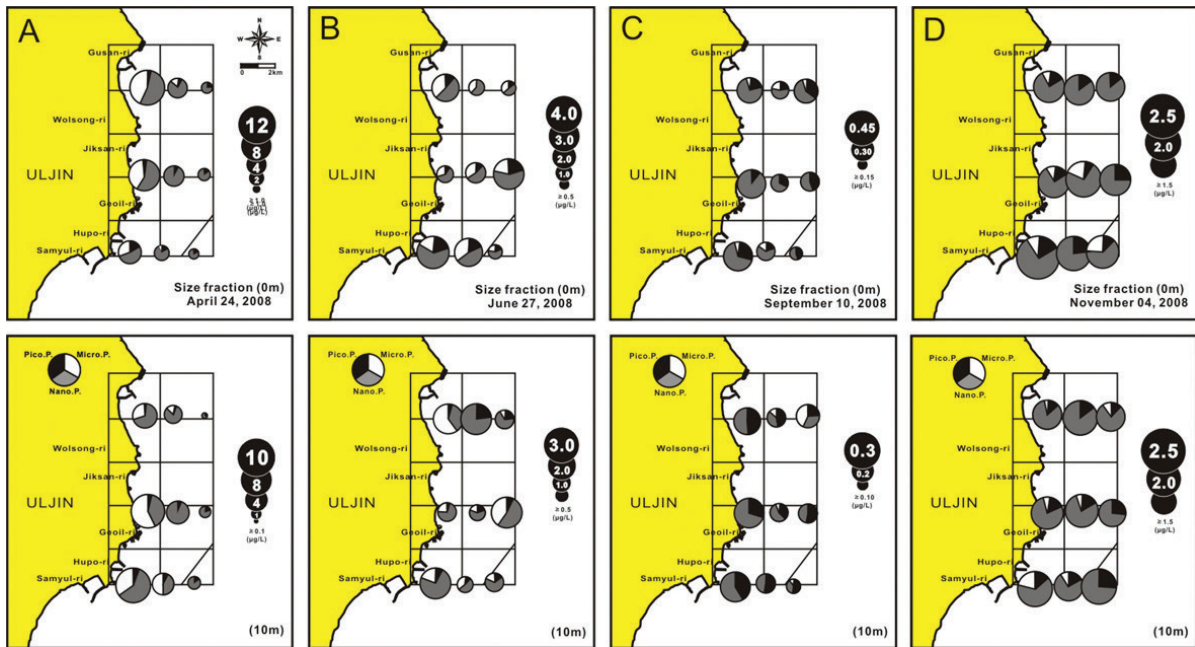 A
N
W E
S
0 2km
Gusan-ri
Wolsong-ri
Jiksan-ri
ULJIN
Geoil-ri
Hupo-ri
Samyul-ri
12
8
4
2
≥ 1.0
(μg/L)
Size fraction (0m)
April 24, 2008
B
Gusan-ri
Wolsong-ri
Jiksan-ri
ULJIN
Geoil-ri
Hupo-ri
Samyul-ri
4.0
3.0
2.0
1.0
≥ 0.5
(μg/L)
Size fraction (0m)
June 27, 2008
C
Gusan-ri
Wolsong-ri
Jiksan-ri
ULJIN
Geoil-ri
Hupo-ri
Samyul-ri
0.45
0.30
≥ 0.15
(μg/L)
Size fraction (0m)
September 10, 2008
D
Gusan-ri
Wolsong-ri
Jiksan-ri
ULJIN
Geoil-ri
Hupo-ri
Samyul-ri
2.5
2.0
≥ 1.5
(μg/L)
Size fraction (0m)
November 04, 2008
Pico.P. Micro.P.
Nano.P.
Wolsong-ri
Jiksan-ri
ULJIN
Geoil-ri
Hupo-ri
Samyul-ri
10
8
4
1
≥ 0.1
(μg/L)
(10m)
Pico.P. Micro.P.
Nano.P.
Wolsong-ri
Jiksan-ri
ULJIN
Geoil-ri
Hupo-ri
Samyul-ri
3.0
2.0
1.0
≥ 0.5
(μg/L)
(10m)
Pico.P. Micro.P.
Nano.P.
Wolsong-ri
Jiksan-ri
ULJIN
Geoil-ri
Hupo-ri
Samyul-ri
0.3
0.2
≥ 0.10
(μg/L)
(10m)
Pico.P. Micro.P.
Nano.P.
Wolsong-ri
Jiksan-ri
ULJIN
Geoil-ri
Hupo-ri
Samyul-ri
2.5
2.0
≥ 1.5
(μg/L)
(10m)